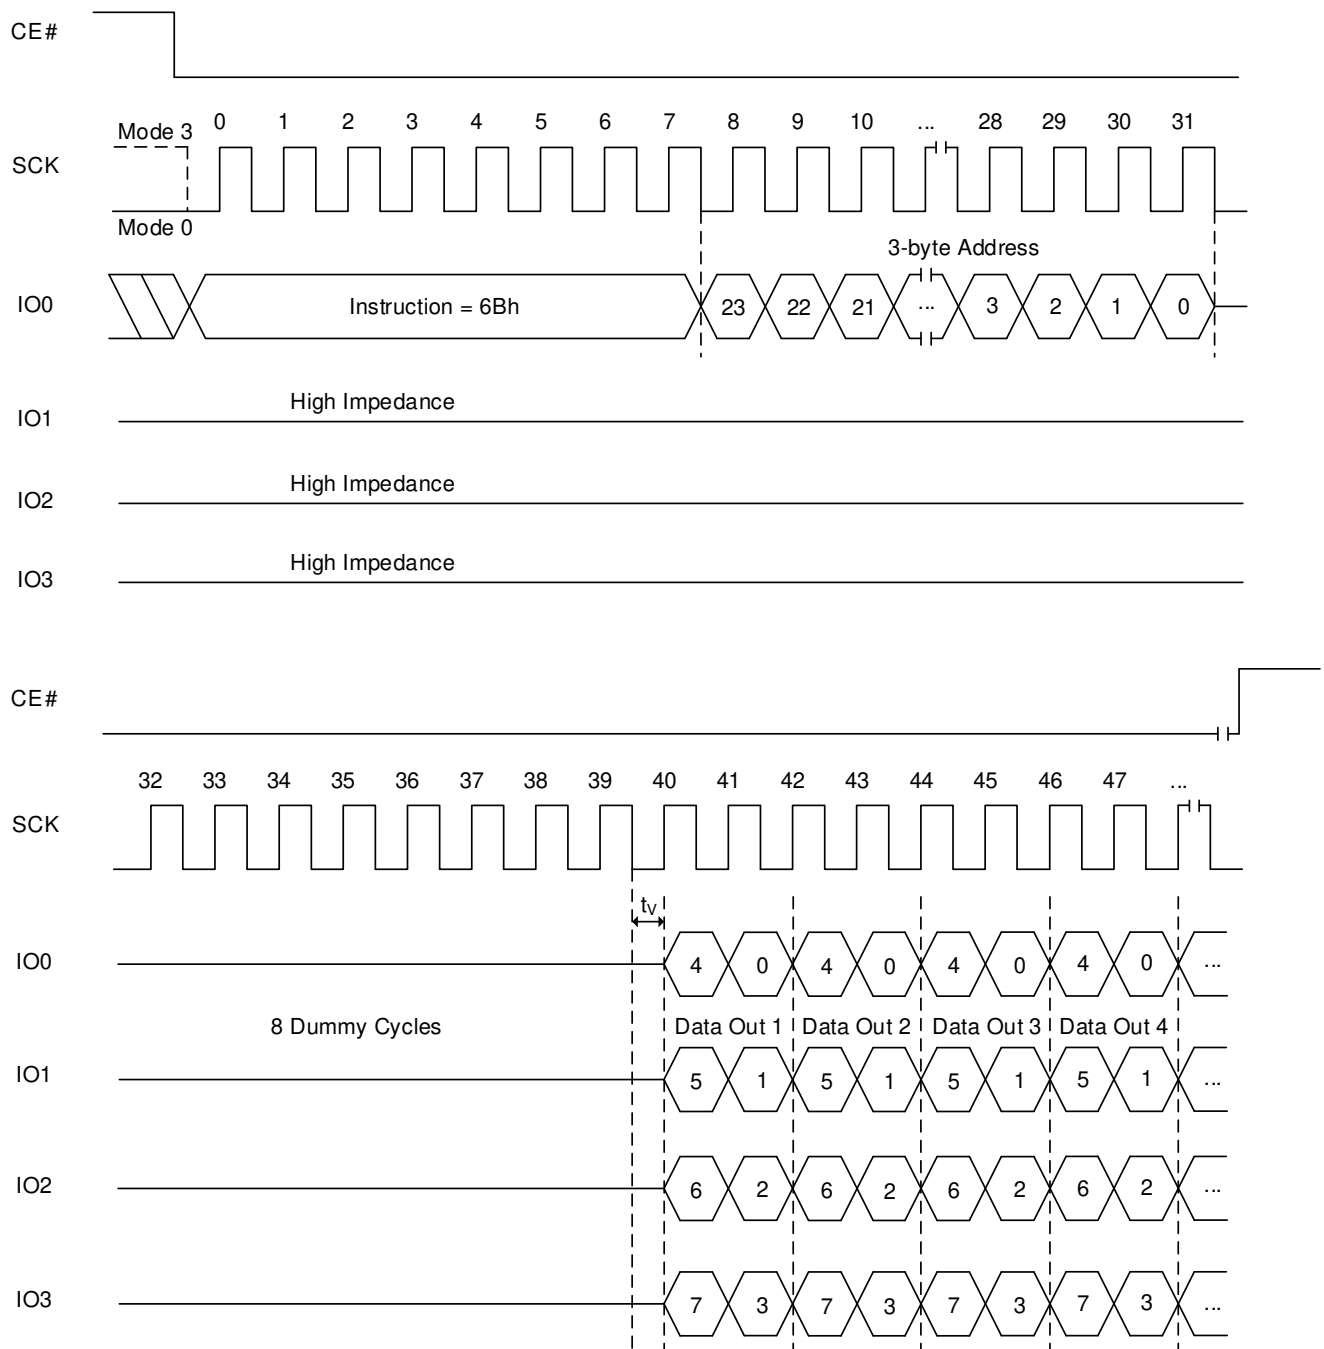 CE#
Mode 3 0 1 2 3 4 5 6 7 8 9 10 ... 28 29 30 31
SCK
Mode 0
3-byte Address
IO0 Instruction = 6Bh 23 22 21 ... 3 2 1 0
High Impedance
IO1
High Impedance
IO2
High Impedance
IO3
CE#
32 33 34 35 36 37 38 39 40 41 42 43 44 45 46 47 ...
SCK
tV
IO0 4 0 4 0 4 0 4 0 ...
8 Dummy Cycles Data Out 1 Data Out 2 Data Out 3 Data Out 4
IO1 5 1 5 1 5 1 5 1 ...
IO2 6 2 6 2 6 2 6 2 ...
IO3 7 3 7 3 7 3 7 3 ...